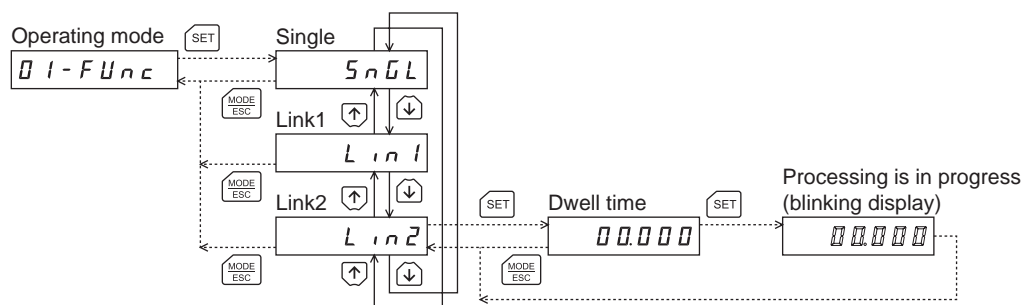 Operating mode
SET
Single
01-FUnc
SnGL
MODE
ESC
Link1
Lin1
MODE
ESC
Link2
SET
Dwell time
SET
Processing is in progress
(blinking display)
Lin2
00.000
00.000
MODE
ESC
MODE
ESC